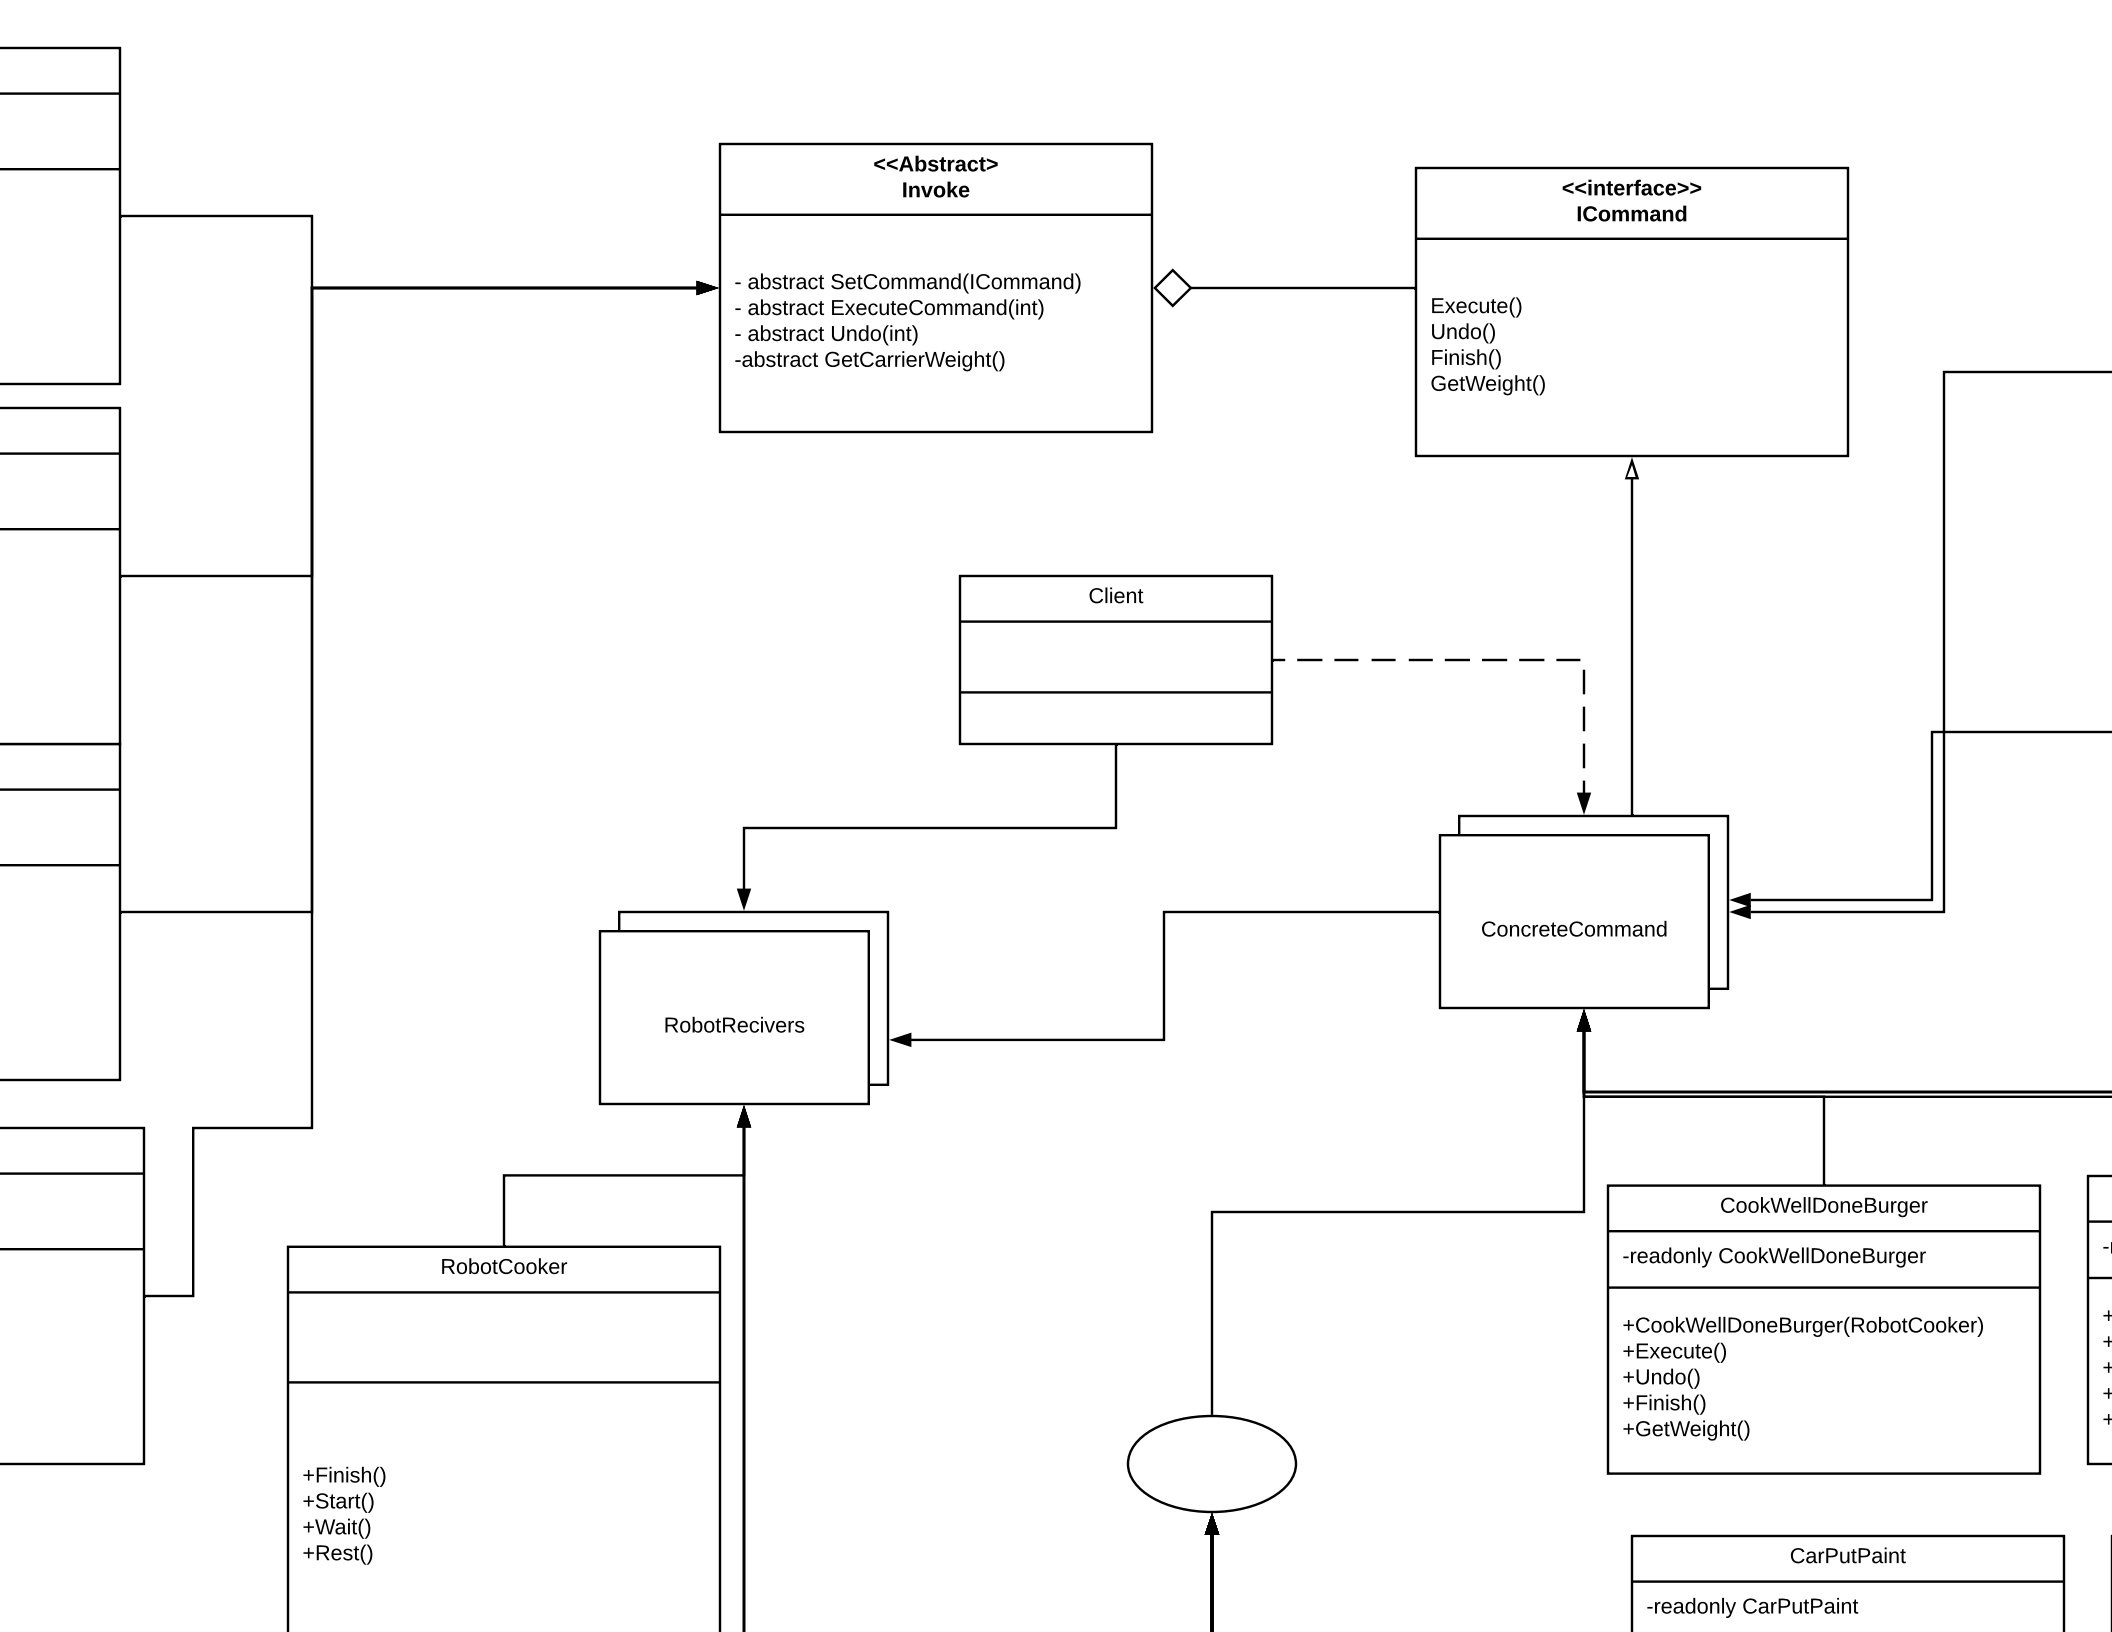 <<Abstract>
Invoke
- abstract SetCommand(ICommand)
- abstract ExecuteCommand(int)
- abstract Undo(int)
-abstract GetCarrierWeight()
<<interface>>
ICommand
Execute()
Undo()
Finish()
GetWeight()
Client
ConcreteCommand
RobotRecivers
RobotCooker
+Finish()
+Start()
+Wait()
+Rest()
CookWellDoneBurger
-readonly CookWellDoneBurger
+CookWellDoneBurger(RobotCooker)
+Execute()
+Undo()
+Finish()
+GetWeight()
CarPutPaint
-readonly CarPutPaint